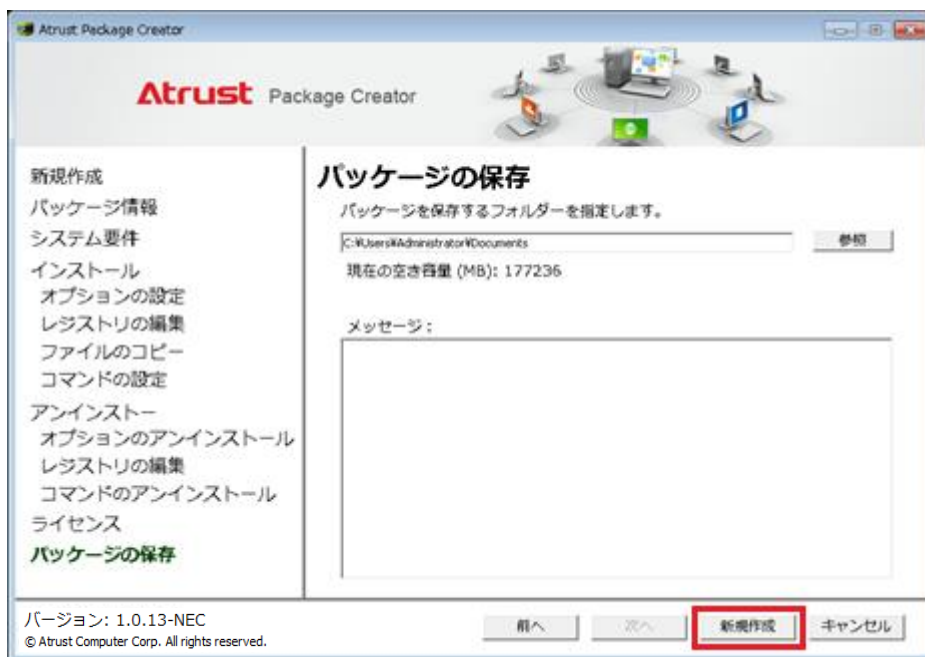 Atrust Package Creator
Atrust Package Creator
新規作成
パッケージ情報
システム要件
インストール
オプションの設定
レジストリの編集
ファイルのコピー
コマンドの設定
アンインストー
オプションのアンインストール
レジストリの編集
コマンドのアンインストール
ライセンス
パッケージの保存
パッケージの保存
パッケージを保存するフォルダーを指定します。
C:¥Users¥Administrator¥Documents
参照
現在の空き容量 (MB): 177236
メッセージ:
バージョン: 1.0.13-NEC
© Atrust Computer Corp. All rights reserved.
前へ
次へ
新規作成
キャンセル